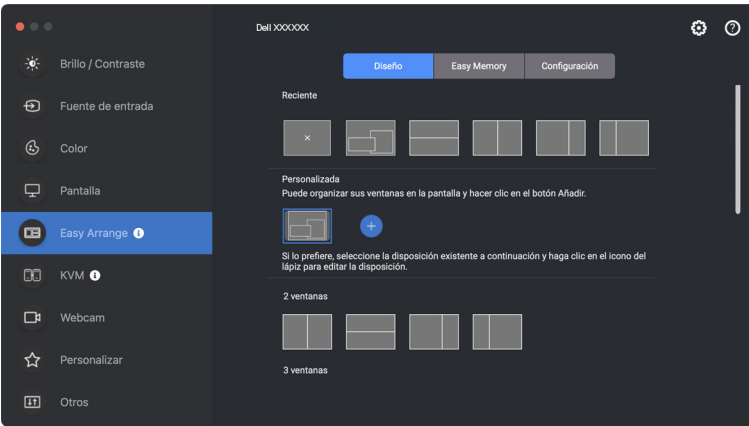 Dell XXXXXX
Brillo / Contraste
Fuente de entrada
Color
Pantalla
Easy Arrange
KVM
Webcam
Personalizar
Otros
Diseño
Easy Memory
Configuración
Reciente
Personalizada
Puede organizar sus ventanas en la pantalla y hacer clic en el botón Añadir.
Si lo prefiere, seleccione la disposición existente a continuación y haga clic en el icono del
lápiz para editar la disposición.
2 ventanas
3 ventanas